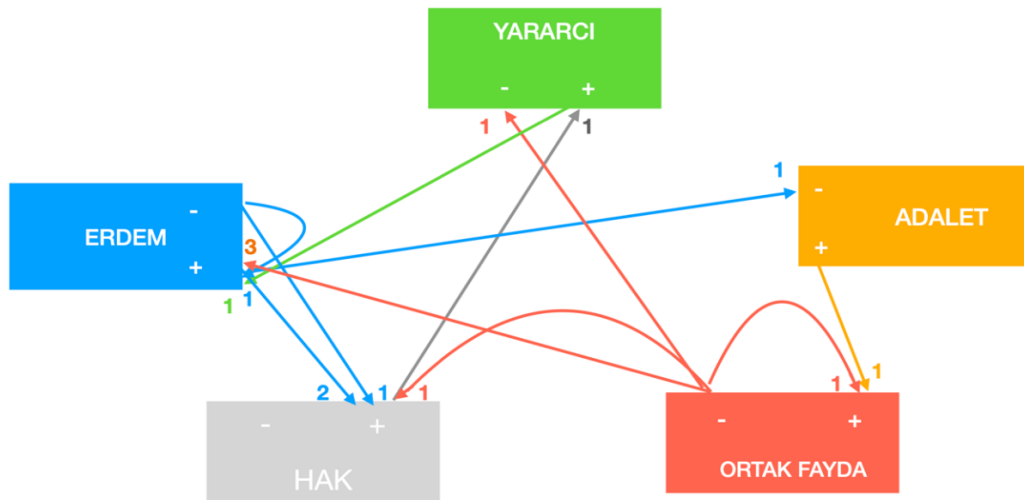 YARARCI
- +
1 1
1
-
ADALET
+
-
ERDEM
3
+
1 1
2 1 1
1 1
- +
HAK
- +
ORTAK FAYDA